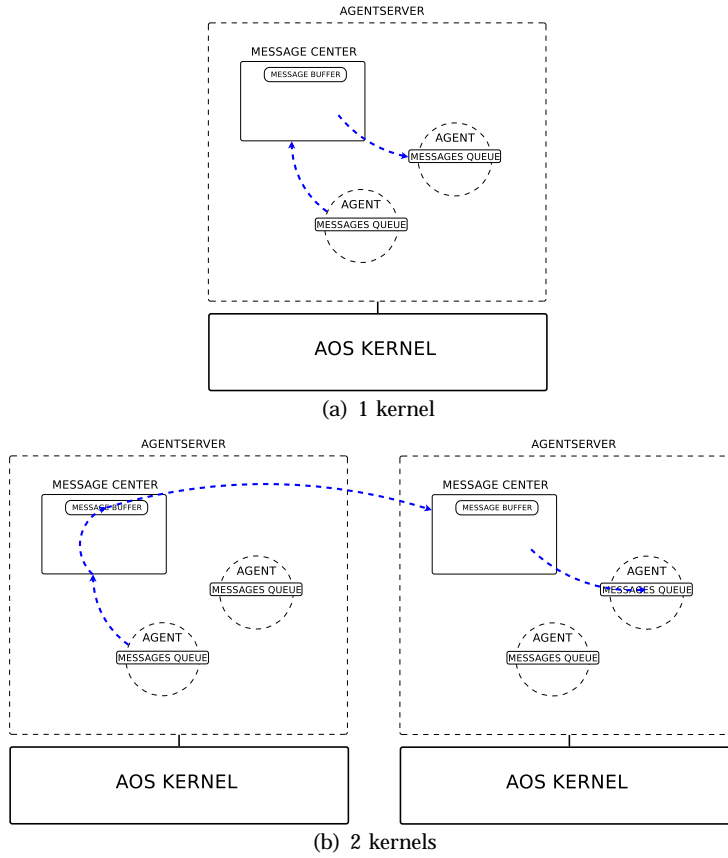 AGENTSERVER
MESSAGE CENTER
MESSAGE BUFFER
AGENT
MESSAGES QUEUE
AGENT
MESSAGES QUEUE
AOS KERNEL
(a) 1 kernel
AGENTSERVER
AGENTSERVER
MESSAGE CENTER
MESSAGE CENTER
MESSAGE BUFFER
MESSAGE BUFFER
AGENT
AGENT
MESSAGES QUEUE
MESSAGES QUEUE
AGENT
AGENT
MESSAGES QUEUE
MESSAGES QUEUE
AOS KERNEL
AOS KERNEL
(b) 2 kernels